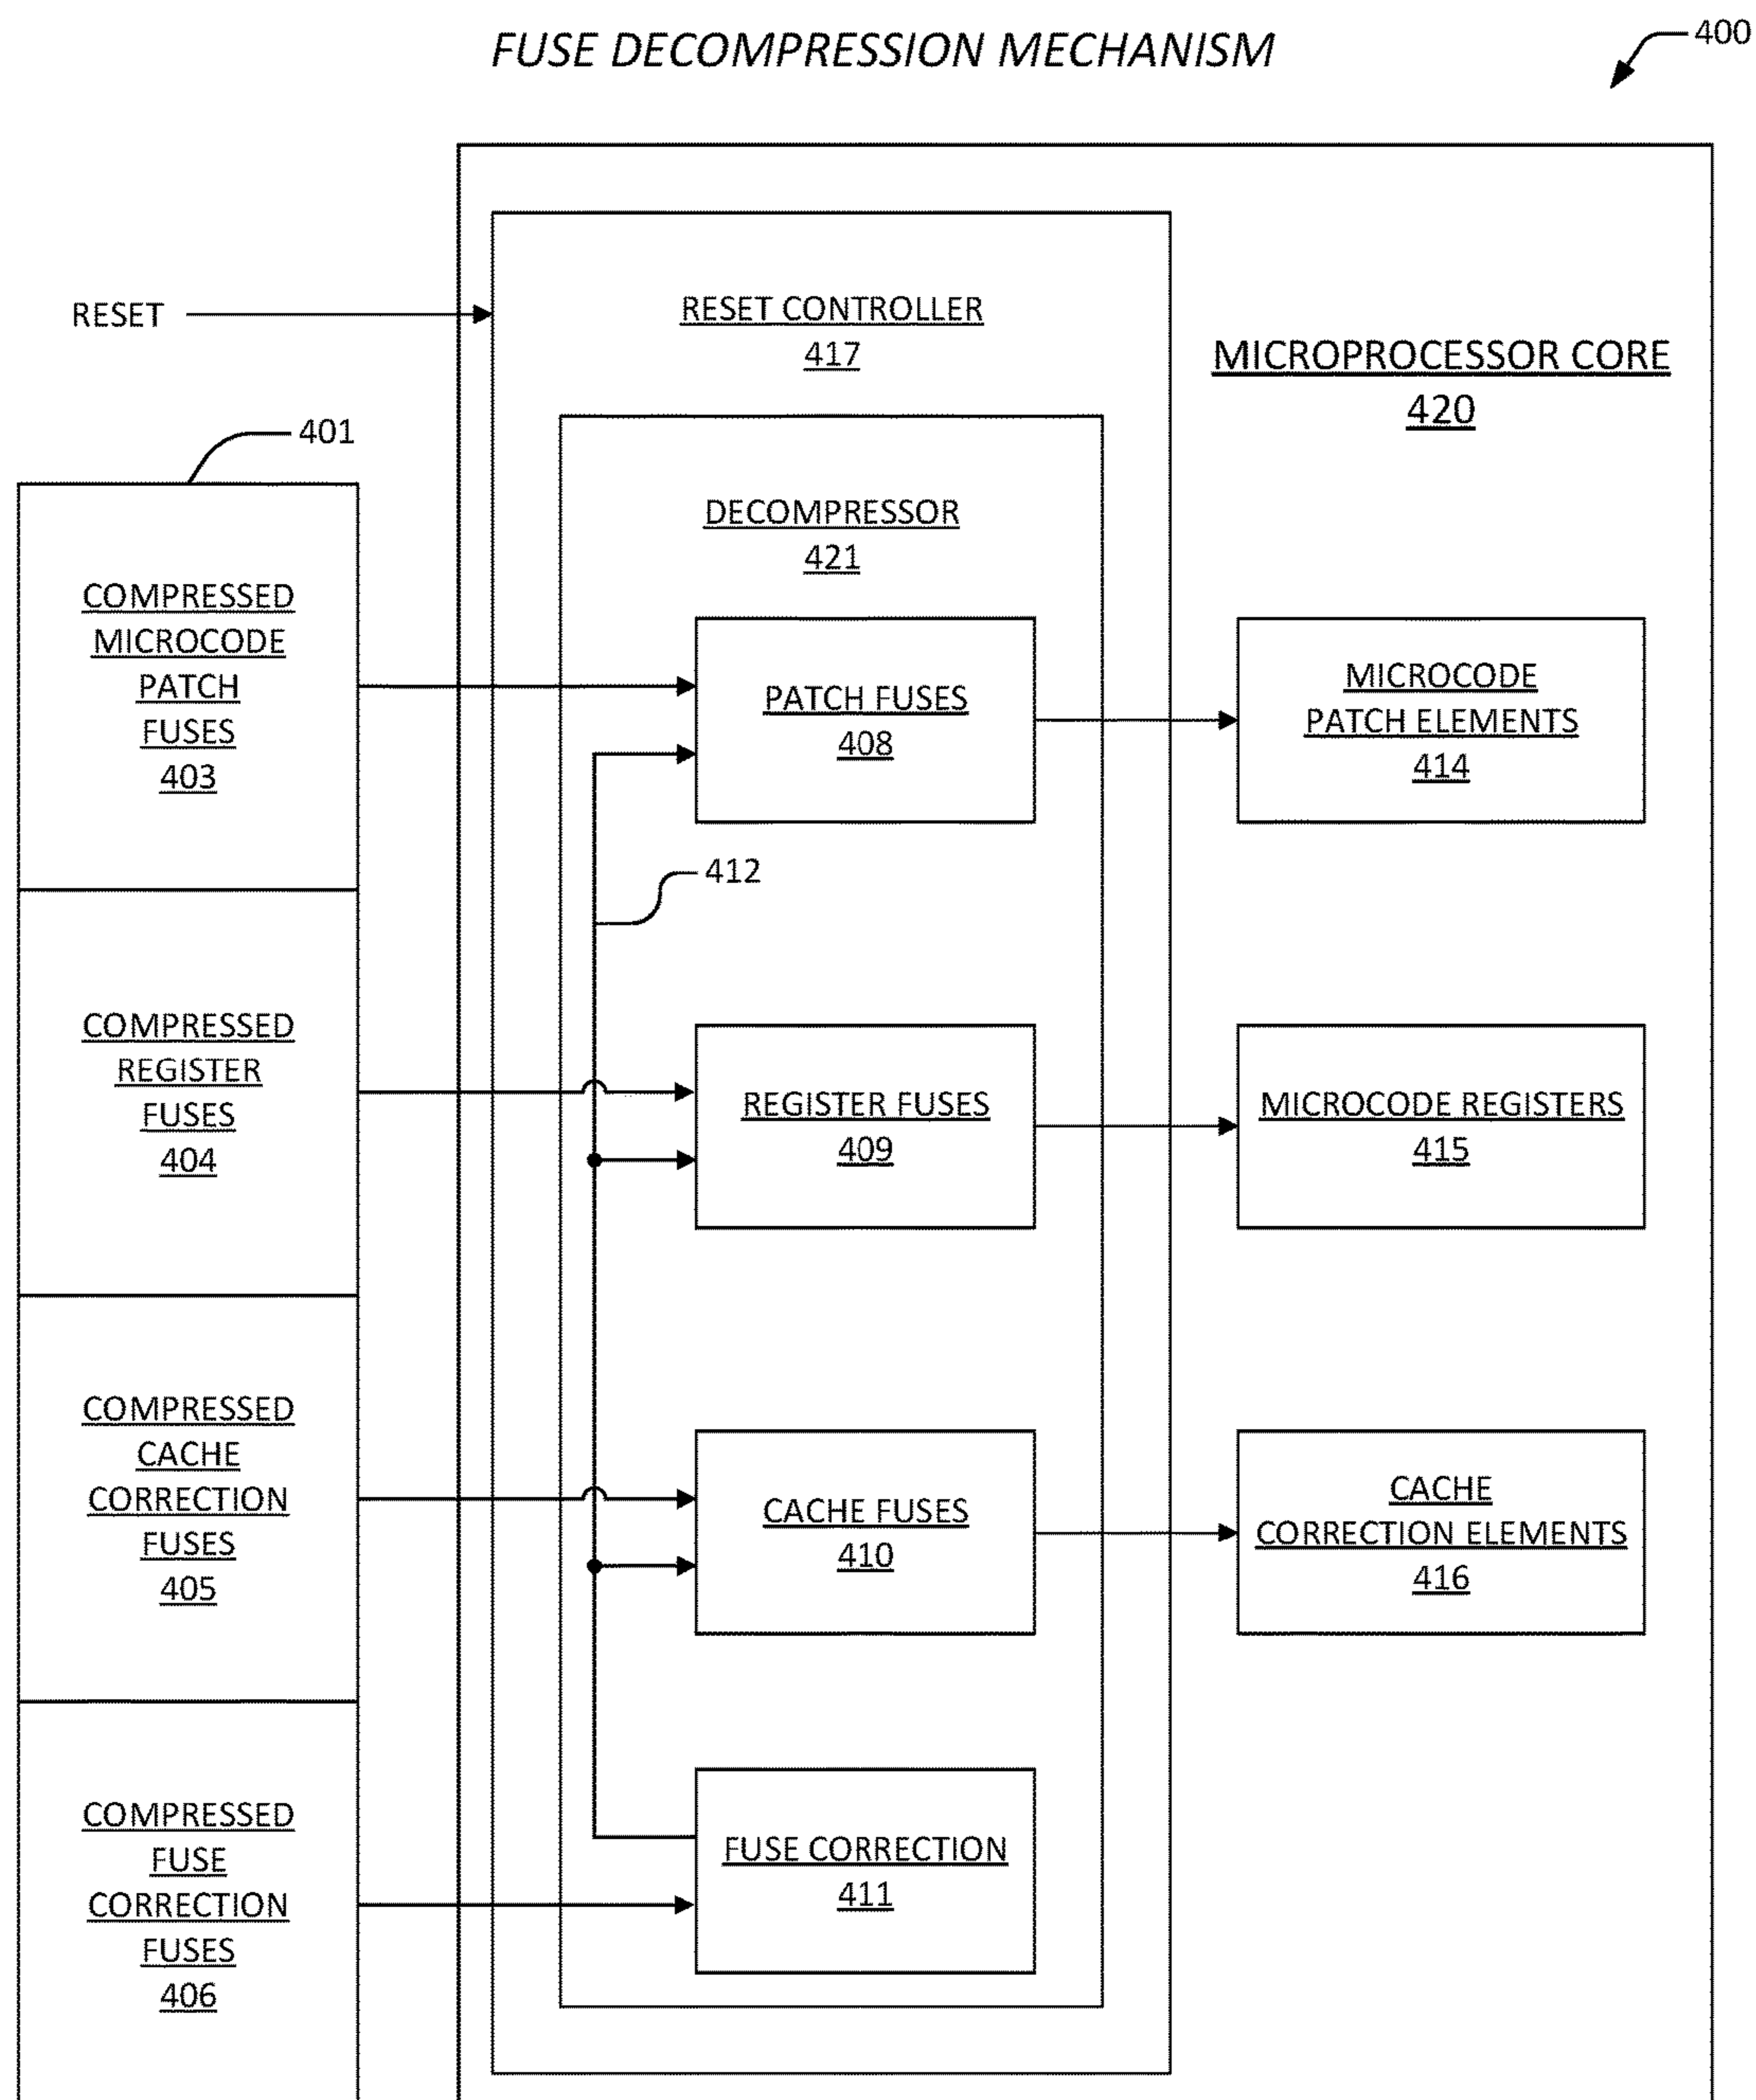 FUSE DECOMPRESSION MECHANISM
400
RESET
RESET CONTROLLER
417
MICROPROCESSOR CORE
420
401
DECOMPRESSOR
421
COMPRESSED
MICROCODE
PATCH
FUSES
403
PATCH FUSES
408
MICROCODE
PATCH ELEMENTS
414
412
COMPRESSED
REGISTER
FUSES
404
REGISTER FUSES
409
MICROCODE REGISTERS
415
COMPRESSED
CACHE
CORRECTION
FUSES
405
CACHE FUSES
410
CACHE
CORRECTION ELEMENTS
416
COMPRESSED
FUSE
CORRECTION
FUSES
406
FUSE CORRECTION
411